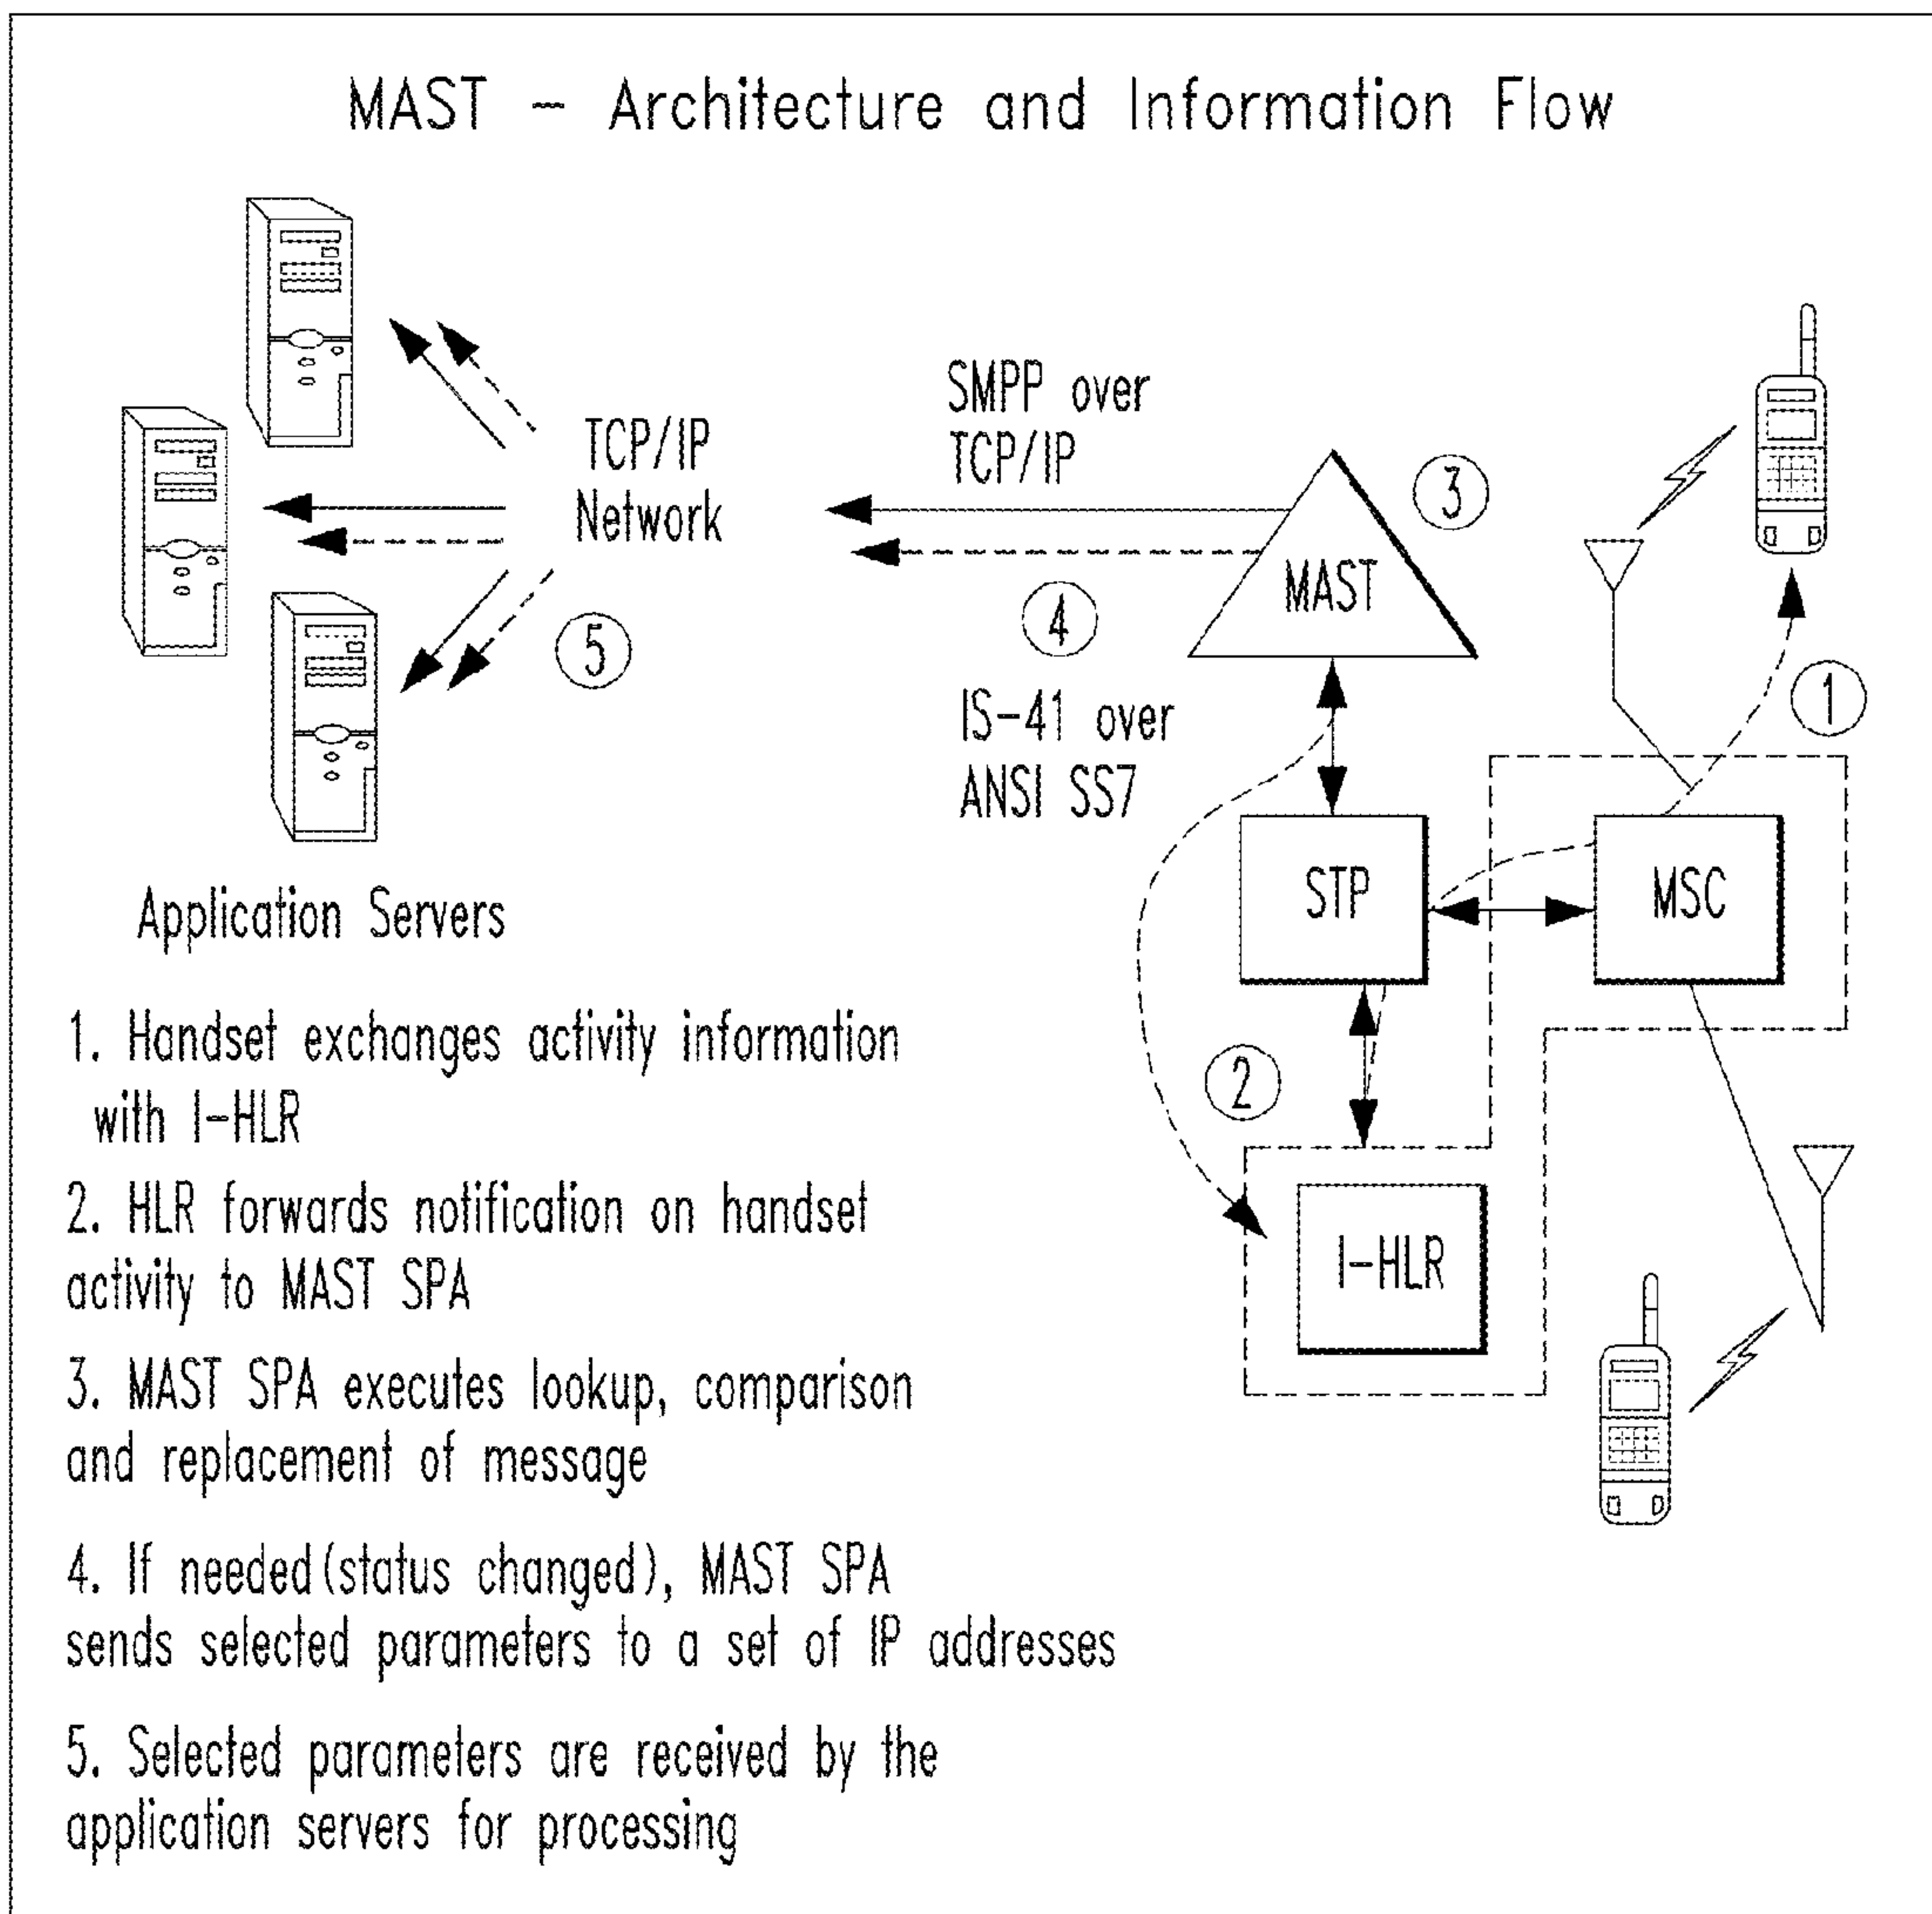 MAST - Architecture and Information Flow
TCP/IP
Network
SMPP over
TCP/IP
MAST
3
4
5
1
IS-41 over
ANSI SS7
STP
MSC
2
I-HLR
Application Servers
1. Handset exchanges activity information
with I-HLR
2. HLR forwards notification on handset
activity to MAST SPA
3. MAST SPA executes lookup, comparison
and replacement of message
4. If needed(status changed), MAST SPA
sends selected parameters to a set of IP addresses
5. Selected parameters are received by the
application servers for processing